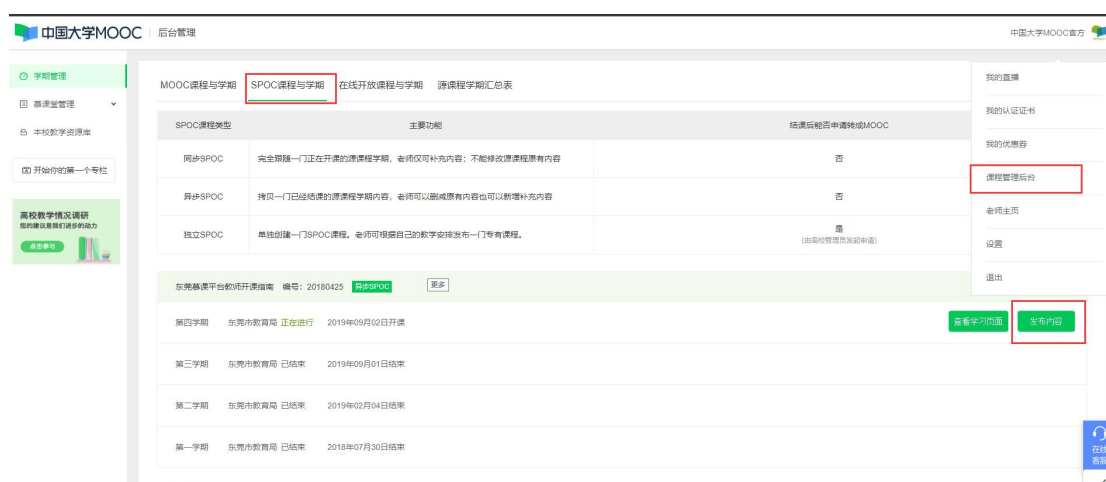 中国大学MOOC 后台管理 中国大学MOOC官方
学期管理
慕课堂管理
本校教学资源库
开始你的第一个专栏
高校教学情况调研
您的建议是我们进步的动力
点击参与
MOOC课程与学期 SPOC课程与学期 在线开放课程与学期 源课程学期汇总表
SPOC课程类型 主要功能 结课后能否申请转成MOOC
同步SPOC 完全跟随一门正在开课的源课程学期，老师仅可补充内容；不能修改源课程原有内容 否
异步SPOC 拷贝一门已经结课的源课程学期内容，老师可以删减原有内容也可以新增补充内容 否
独立SPOC 单独创建一门SPOC课程。老师可根据自己的教学安排发布一门专有课程。 是
(由高校管理员发起申请)
我的直播
我的认证证书
我的优惠券
课程管理后台
老师主页
设置
退出
东莞慕课平台教师开课指南 编号：20180425 异步SPOC 更多
第四学期 东莞市教育局 正在进行 2019年09月02日开课 查看学习页面 发布内容
第三学期 东莞市教育局 已结束 2019年09月01日结束
第二学期 东莞市教育局 已结束 2019年02月04日结束
第一学期 东莞市教育局 已结束 2018年07月30日结束
在线
客服